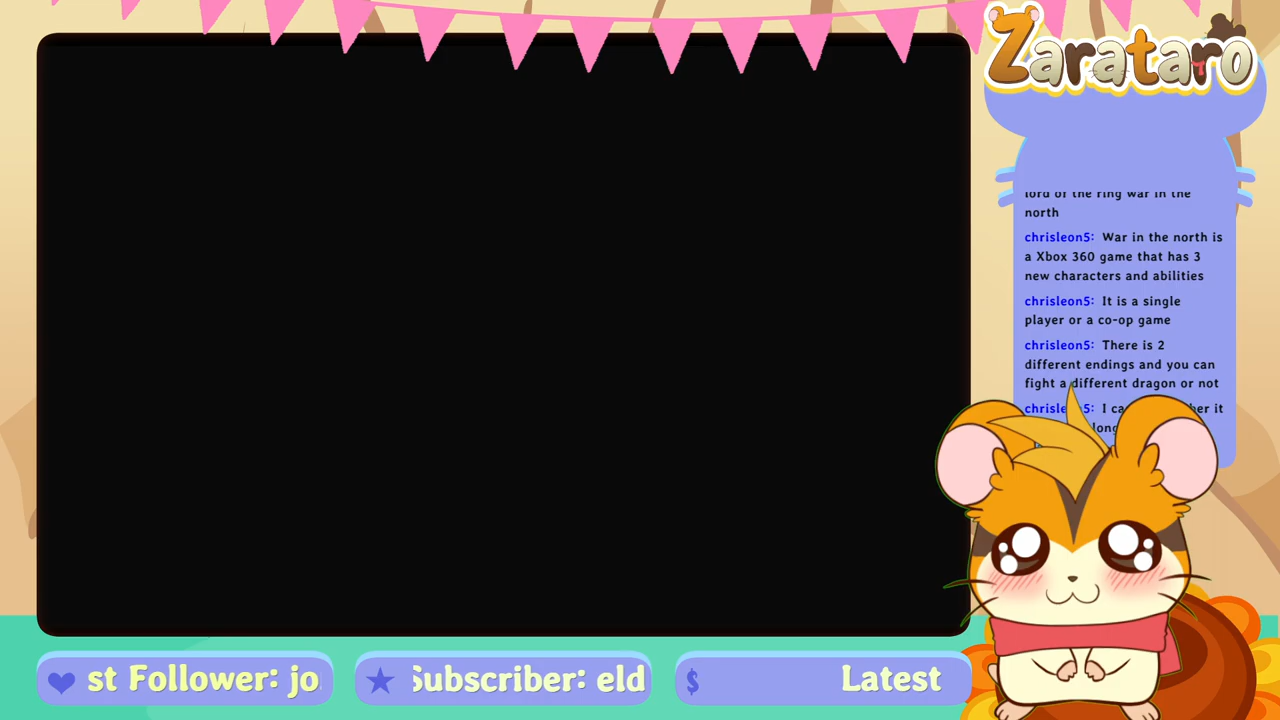 Zarataro
lord of the ring war in the
north
chrisleon5: War in the north is
a Xbox 360 game that has 3
new characters and abilities
chrisleon5: It is a single
player or a co-op game
chrisleon5: There is 2
different endings and you can
fight a different dragon or not
it
st Follower: jo
Subscriber: eld
$ Latest